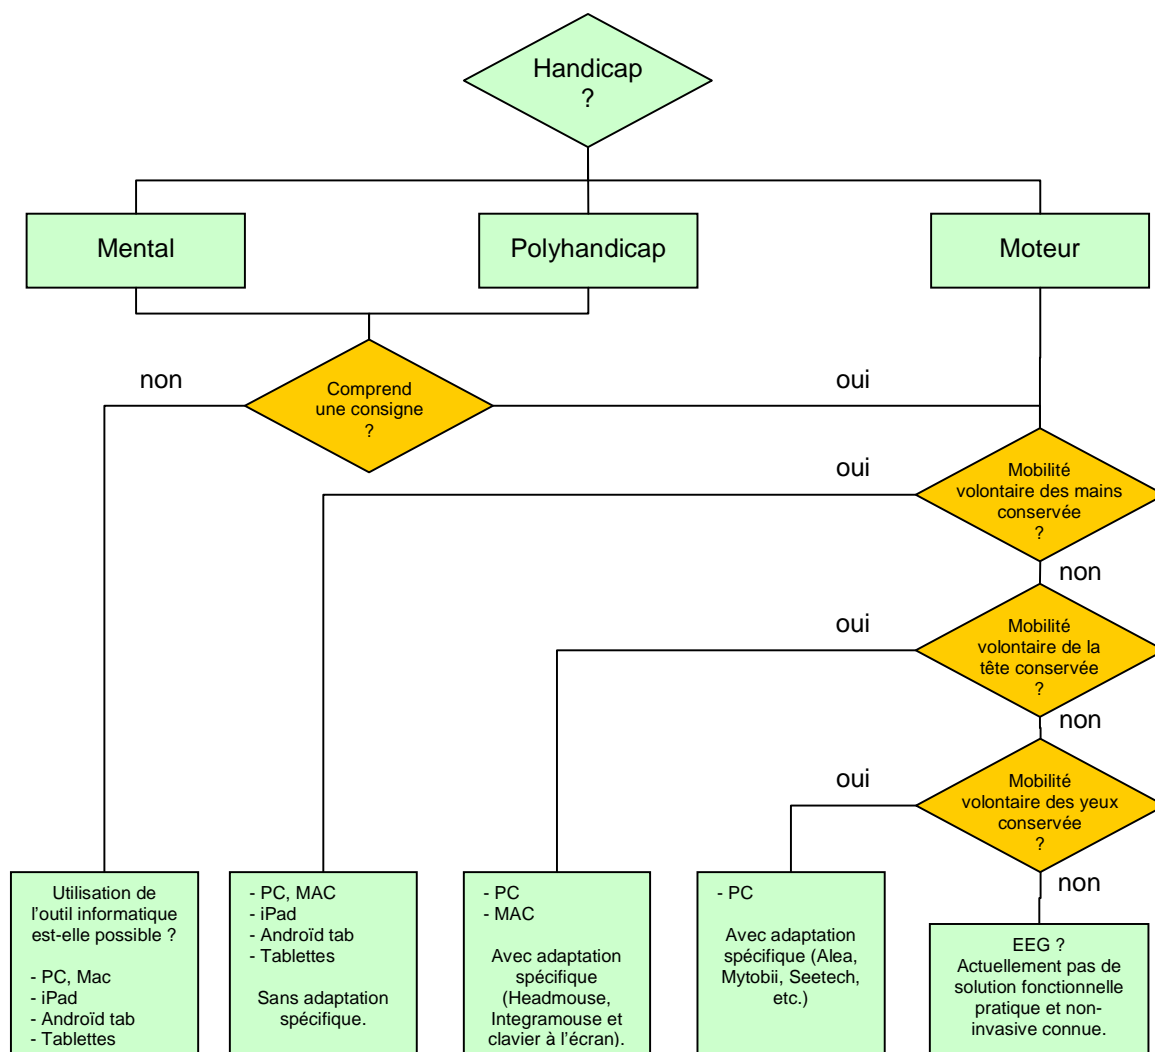 Handicap
?
Mental
Polyhandicap
Moteur
non
Comprend
une consigne
?
oui
oui
Mobilité
volontaire des mains
conservée
?
non
oui
Mobilité
volontaire de la
tête conservée
?
non
oui
Mobilité
volontaire des yeux
conservée
?
non
Utilisation de
l’outil informatique
est-elle possible ?
- PC, Mac
- iPad
- Androïd tab
- Tablettes
- PC, MAC
- iPad
- Androïd tab
- Tablettes
Sans adaptation
spécifique.
- PC
- MAC
Avec adaptation
spécifique
(Headmouse,
Integramouse et
clavier à l’écran).
- PC
Avec adaptation
spécifique (Alea,
Mytobii, Seetech,
etc.)
EEG ?
Actuellement pas de
solution fonctionnelle
pratique et non-
invasive connue.